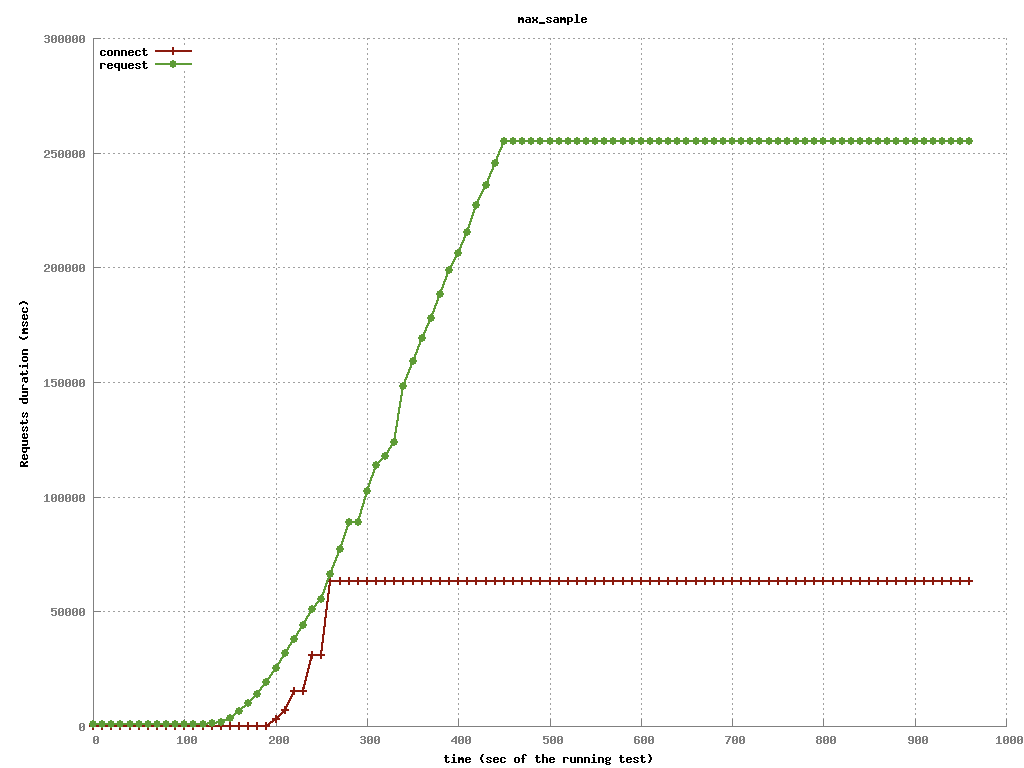 max_sample
300000
connect
request
250000
200000
150000
100000
50000
0
Requests duration (msec)
0 100 200 300 400 500 600 700 800 900 1000
time (sec of the running test)